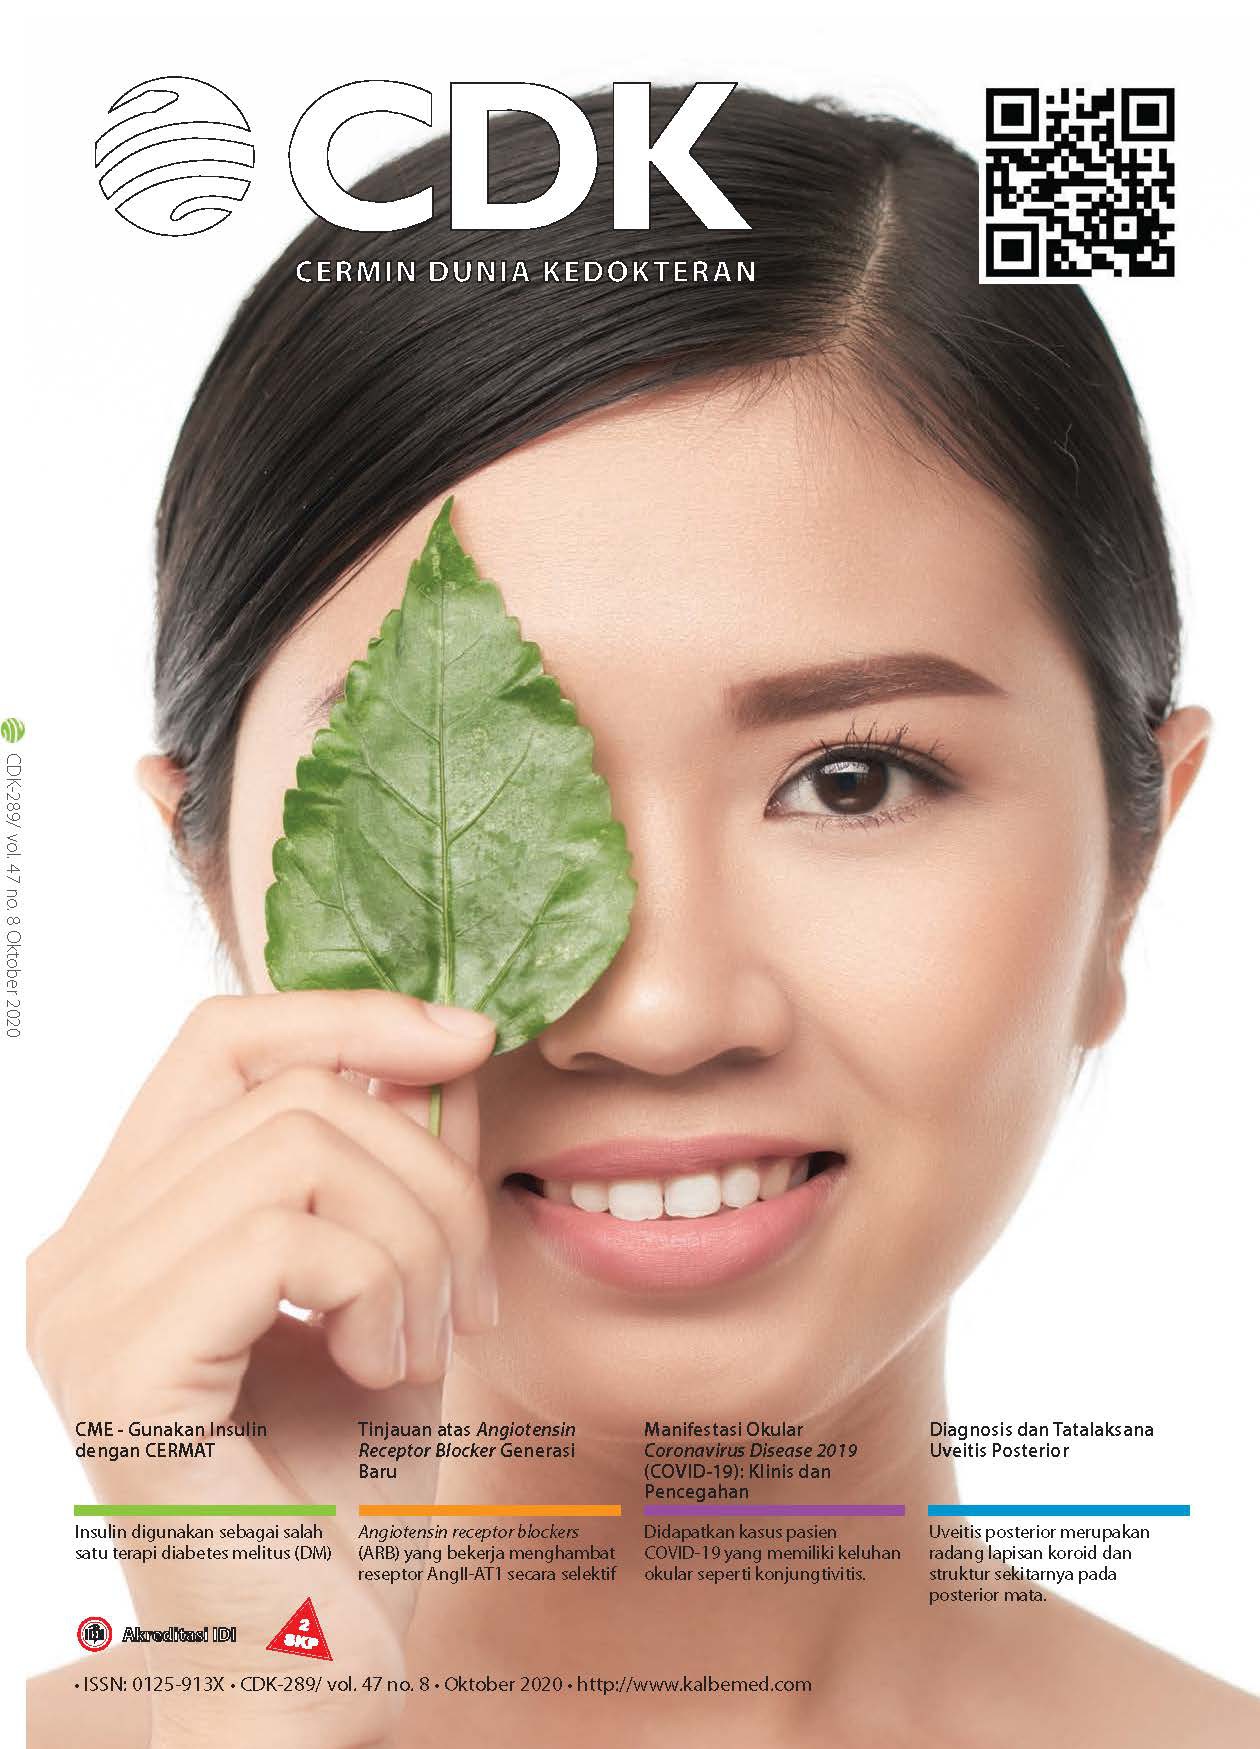 CDK
CERMIN DUNIA KEDOKTERAN
CDK-289/ vol. 47 no. 8 Oktober 2020
CME - Gunakan Insulin
dengan CERMAT
Insulin digunakan sebagai salah
satu terapi diabetes melitus (DM)
Tinjauan atas Angiotensin
Receptor Blocker Generasi
Baru
Angiotensin receptor blockers
(ARB) yang bekerja menghambat
reseptor AngII-AT1 secara selektif
Manifestasi Okular
Coronavirus Disease 2019
(COVID-19): Klinis dan
Pencegahan
Didapatkan kasus pasien
COVID-19 yang memiliki keluhan
okular seperti konjungtivitis.
Diagnosis dan Tatalaksana
Uveitis Posterior
Uveitis posterior merupakan
radang lapisan koroid dan
struktur sekitarnya pada
posterior mata.
IDI
Akreditasi IDI
2
SKP
• ISSN: 0125-913X • CDK-289/ vol. 47 no. 8 • Oktober 2020 • http://www.kalbemed.com